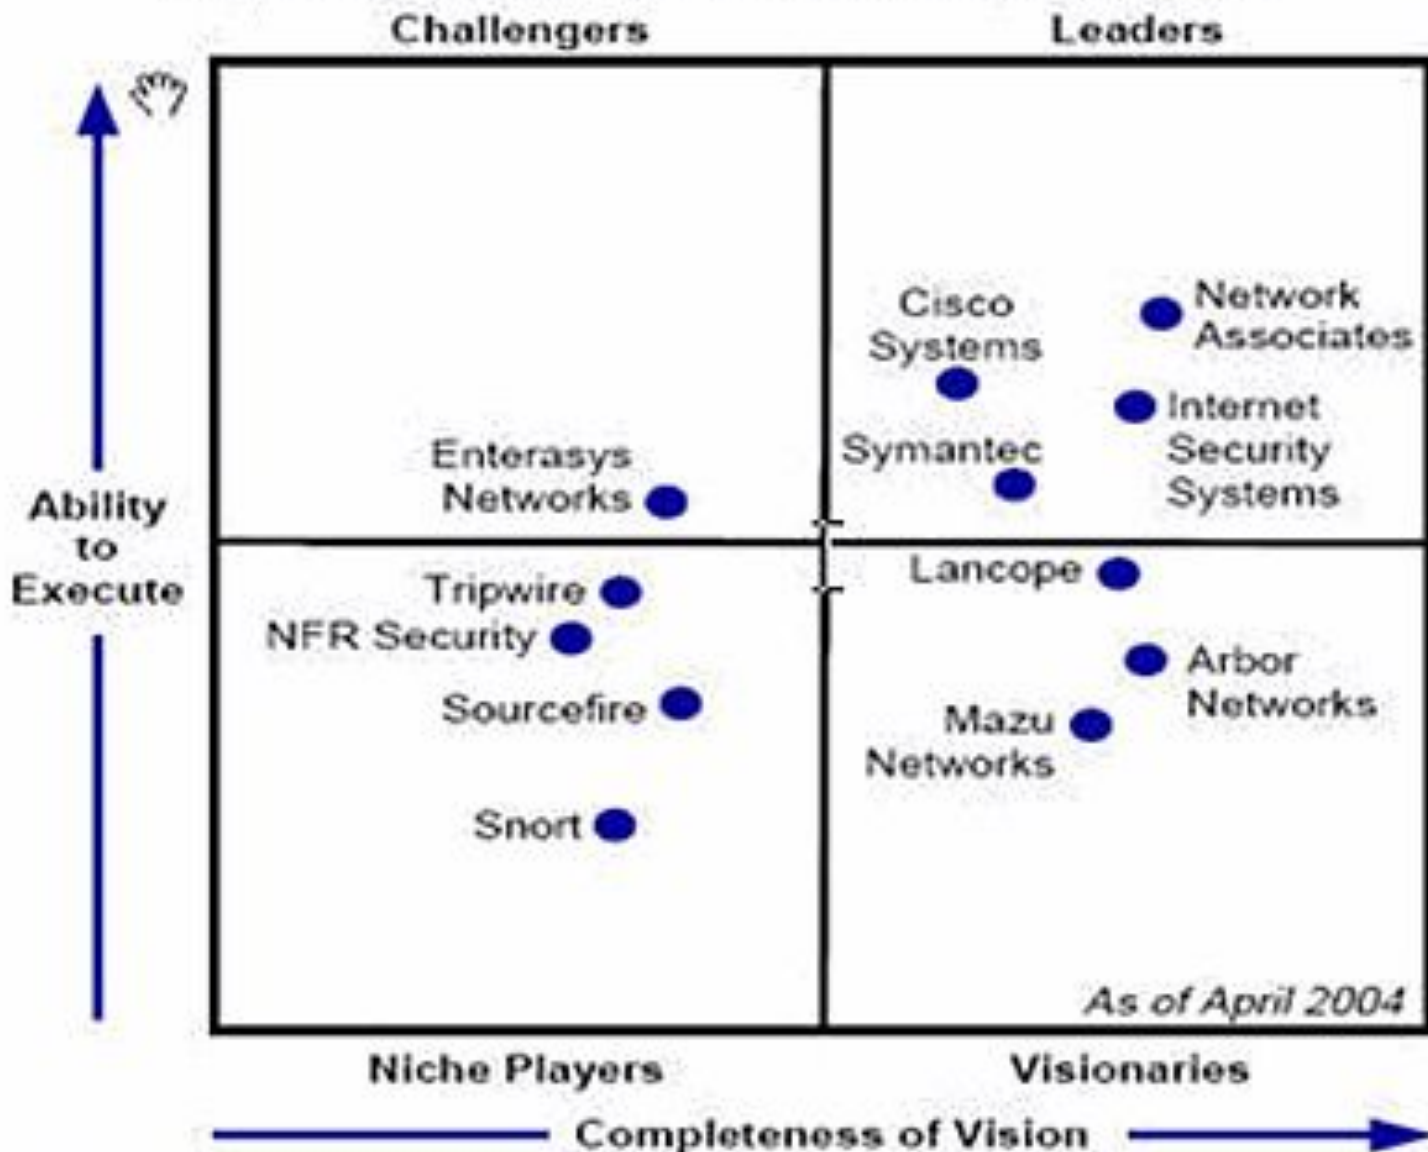 Challengers
Leaders
Cisco
Systems
Network
Associates
Internet
Security
Systems
Symantec
Enterasys
Networks
Ability
to
Execute
Lancope
Tripwire
NFR Security
Arbor
Networks
Sourcefire
Mazu
Networks
Snort
As of April 2004
Niche Players
Visionaries
Completeness of Vision